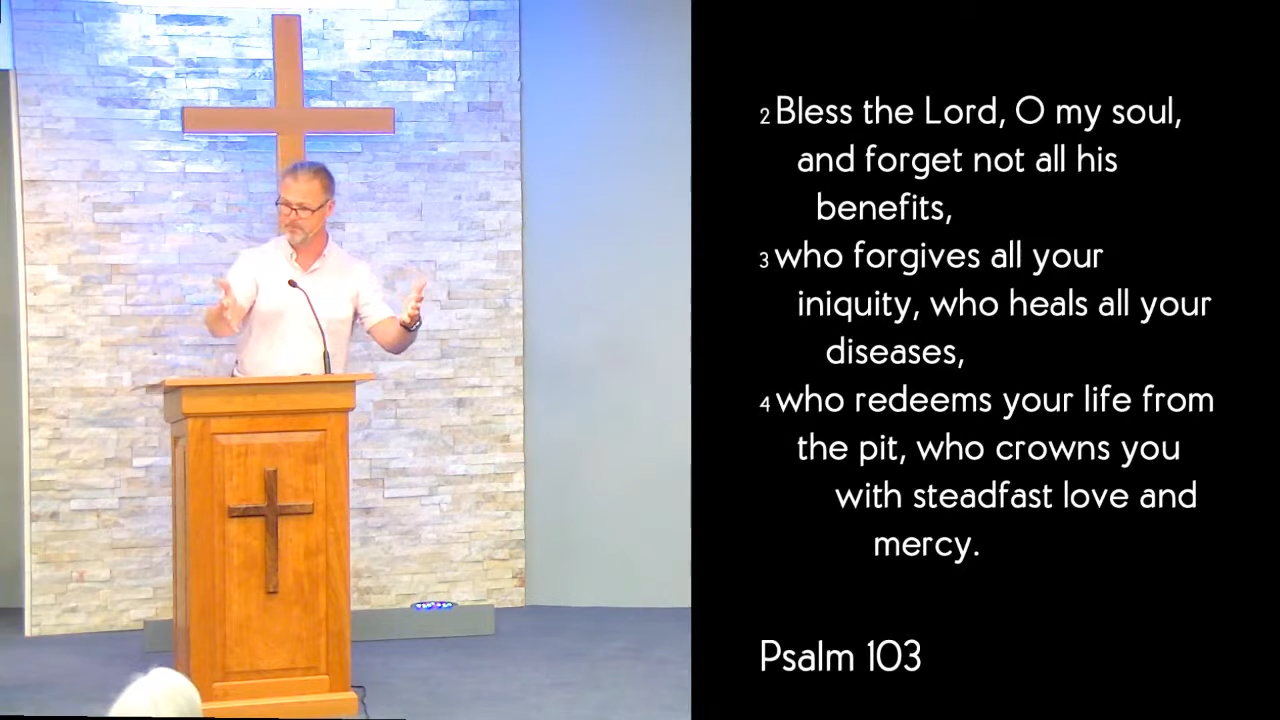 2 Bless the Lord, O my soul,
and forget not all his
benefits,
3 who forgives all your
iniquity, who heals all your
diseases,
4 who redeems your life from
the pit, who crowns you
with steadfast love and
mercy.
Psalm 103